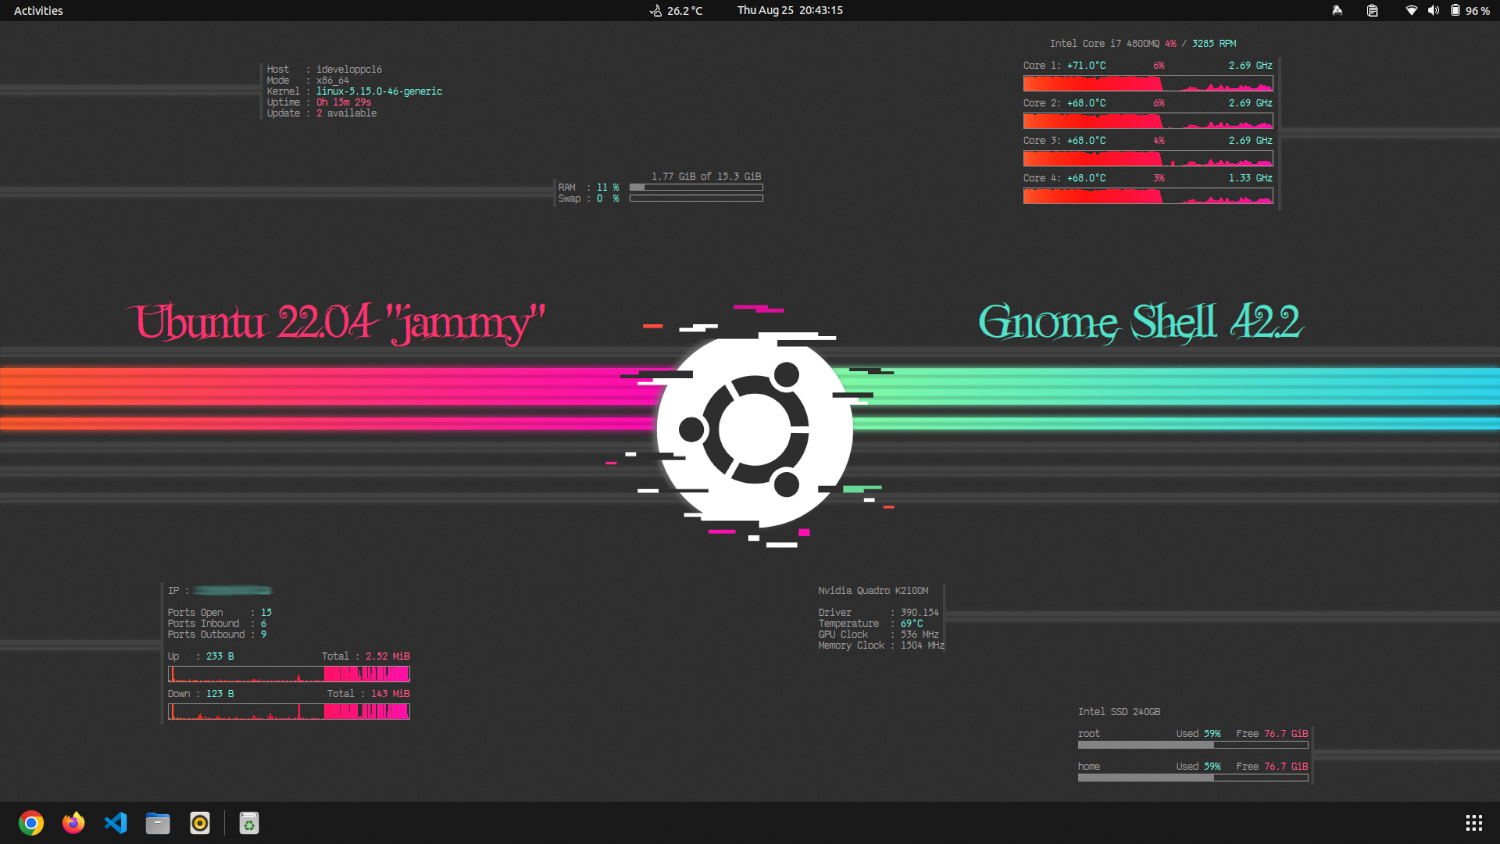 Activities
26.2 °C
Thu Aug 25 20:43:15
96 %
Intel Core i7 4800MQ 4% / 3285 RPM
Host : ideveloppc16
Mode : x86_64
Kernel : linux-5.15.0-46-generic
Uptime : 0h 15m 29s
Update : 2 available
Core 1: +71.0°C 6% 2.69 GHz
Core 2: +68.0°C 6% 2.69 GHz
Core 3: +68.0°C 4% 2.69 GHz
Core 4: +68.0°C 3% 1.33 GHz
1.77 GiB of 15.3 GiB
RAM : 11 %
Swap : 0 %
Ubuntu 22.04 "jammy"
Gnome Shell 42.2
IP :
Ports Open : 15
Ports Inbound : 6
Ports Outbound : 9
Up : 233 B Total : 2.52 MiB
Down : 123 B Total : 143 MiB
Nvidia Quadro K2100M
Driver : 390.154
Temperature : 69°C
GPU Clock : 536 MHz
Memory Clock : 1504 MHz
Intel SSD 240GB
root Used 59% Free 76.7 GiB
home Used 59% Free 76.7 GiB